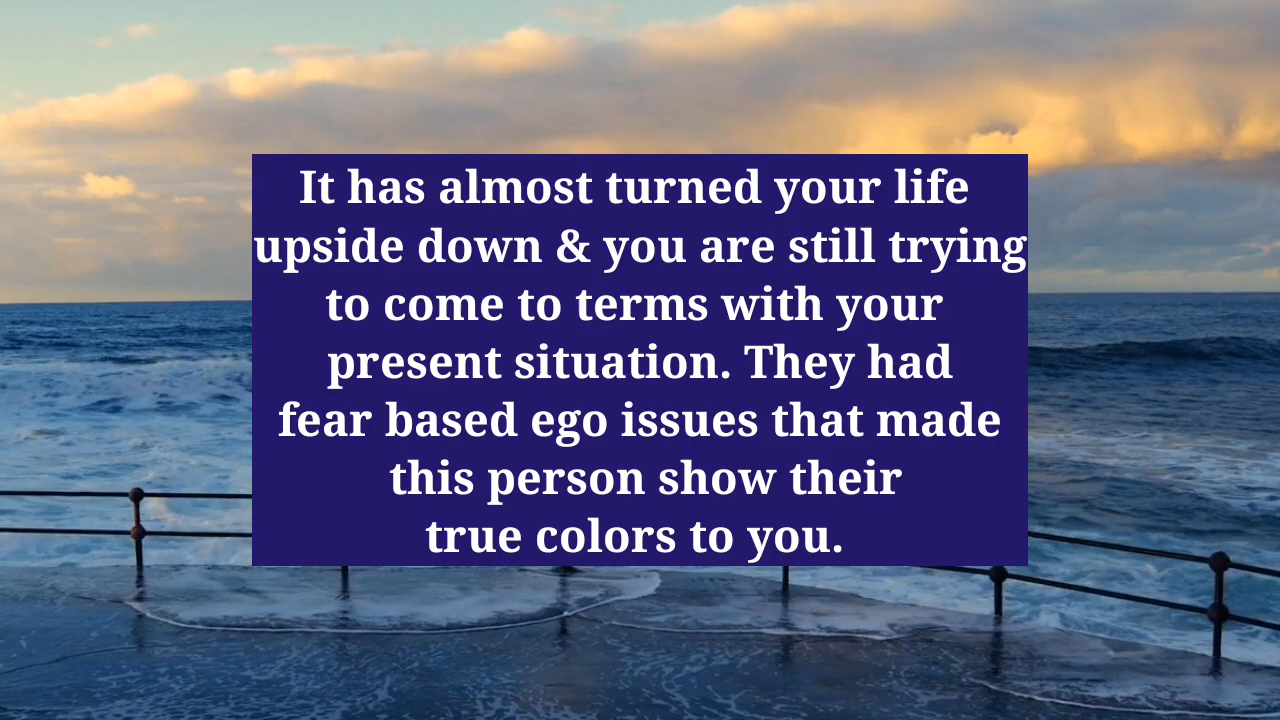 It has almost turned your life
upside down & you are still trying
to come to terms with your
present situation. They had
fear based ego issues that made
this person show their
true colors to you.